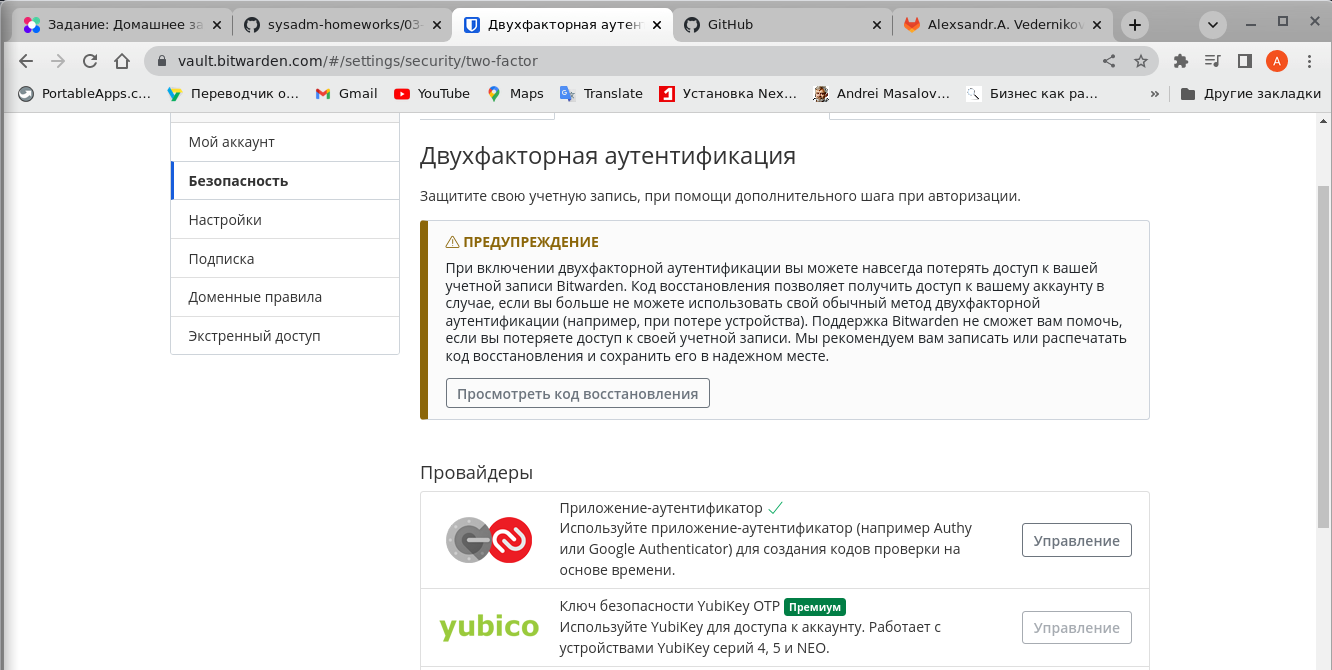 Задание: Домашнее за
sysadm-homeworks/03-
Двухфакторная аутен
GitHub
Alexsandr.A. Vedernikov
vault.bitwarden.com/#/settings/security/two-factor
A
PortableApps.c...
Переводчик о...
Gmail
YouTube
Maps
Translate
Установка Nex...
Andrei Masalov...
Бизнес как ра...
»
Другие закладки
Мой аккаунт
Безопасность
Настройки
Подписка
Доменные правила
Экстренный доступ
Двухфакторная аутентификация
Защитите свою учетную запись, при помощи дополнительного шага при авторизации.
ПРЕДУПРЕЖДЕНИЕ
При включении двухфакторной аутентификации вы можете навсегда потерять доступ к вашей
учетной записи Bitwarden. Код восстановления позволяет получить доступ к вашему аккаунту в
случае, если вы больше не можете использовать свой обычный метод двухфакторной
аутентификации (например, при потере устройства). Поддержка Bitwarden не сможет вам помочь,
если вы потеряете доступ к своей учетной записи. Мы рекомендуем вам записать или распечатать
код восстановления и сохранить его в надежном месте.
Просмотреть код восстановления
Провайдеры
Приложение-аутентификатор
Используйте приложение-аутентификатор (например Authy
или Google Authenticator) для создания кодов проверки на
основе времени.
Управление
yubico
Ключ безопасности YubiKey OTP Премиум
Используйте YubiKey для доступа к аккаунту. Работает с
устройствами YubiKey серий 4, 5 и NEO.
Управление